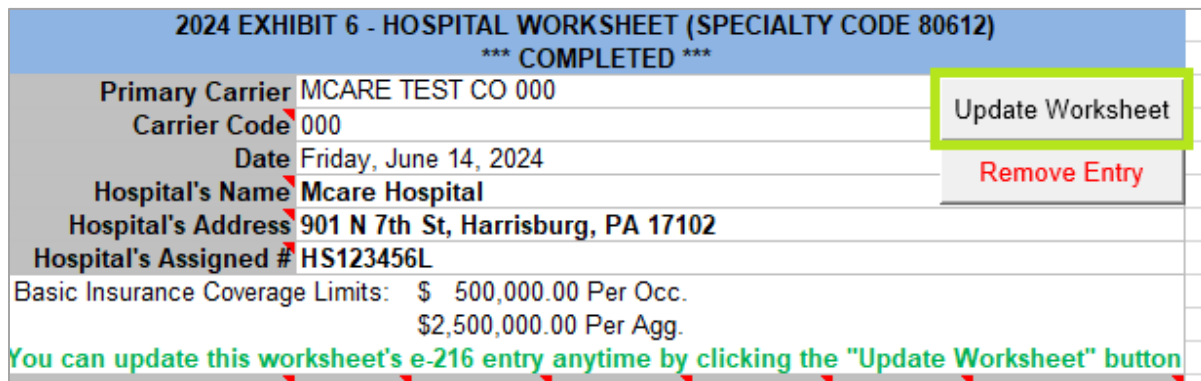 2024 EXHIBIT 6 - HOSPITAL WORKSHEET (SPECIALTY CODE 80612)
*** COMPLETED ***
Primary Carrier MCARE TEST CO 000
Update Worksheet
Carrier Code 000
Date Friday, June 14, 2024
Remove Entry
Hospital's Name Mcare Hospital
Hospital's Address 901 N 7th St, Harrisburg, PA 17102
Hospital's Assigned # HS123456L
Basic Insurance Coverage Limits: $ 500,000.00 Per Occ.
$2,500,000.00 Per Agg.
You can update this worksheet's e-216 entry anytime by clicking the "Update Worksheet" button